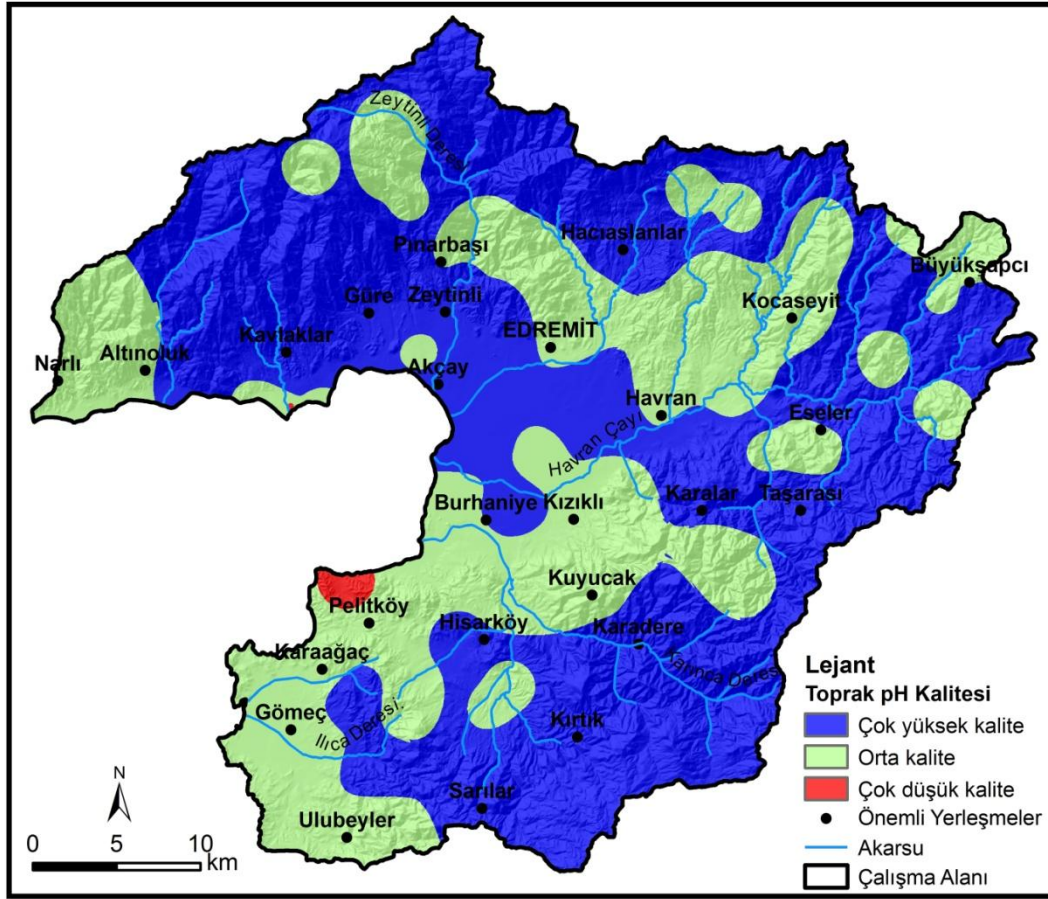 Zeytinli Deresi
Pınarbaşı
Hacıaslanlar
Büyükşapcı
Güre
Zeytinli
Kocaseyit
Kavlaklar
EDREMİT
Narlı
Altınoluk
Akçay
Havran
Eseler
Havran Çayı
Burhaniye
Kızıklı
Karalar
Taşarası
Kuyucak
Pelitköy
Hisarköy
Karadere
Karaağaç
Karınca Deresi
Gömeç
Ilıca Deresi.
Kırtık
Sarılar
Ulubeyler
N
0 5 10
km
Lejant
Toprak pH Kalitesi
Çok yüksek kalite
Orta kalite
Çok düşük kalite
Önemli Yerleşmeler
Akarsu
Çalışma Alanı